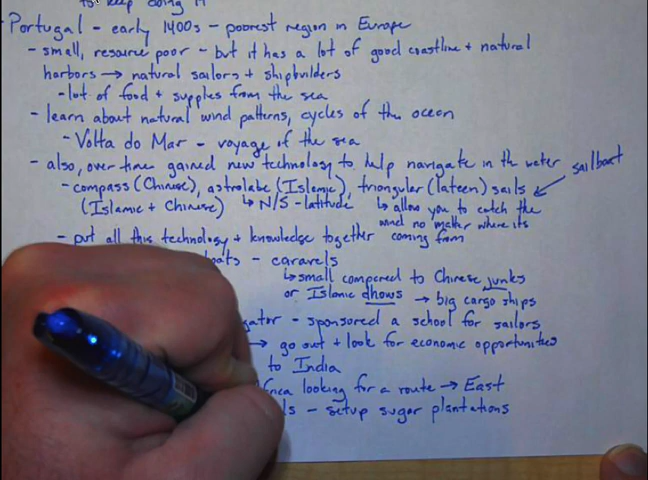 to keep doing it
- Portugal - early 1400s - poorest region in Europe
- small, resource poor - but it has a lot of good coastline + natural
harbors → natural sailors + shipbuilders
- lot of food + supplies from the sea
- learn about natural wind patterns, cycles of the ocean
- Volta do Mar - voyage of the sea
- also, over time gained new technology to help navigate in the water
sailboat
- compass (Chinese), astrolabe (Islamic), triangular (lateen) sails
(Islamic + Chinese) ↳ N/S - latitude ↳ allow you to catch the
wind no matter where its
coming from
- put all this technology + knowledge together
boats - caravels
↳ small compared to Chinese junks
or Islamic dhows → big cargo ships
gator - sponsored a school for sailors
→ go out + look for economic opportunities
to India
frica looking for a route → East
ls - setup sugar plantations